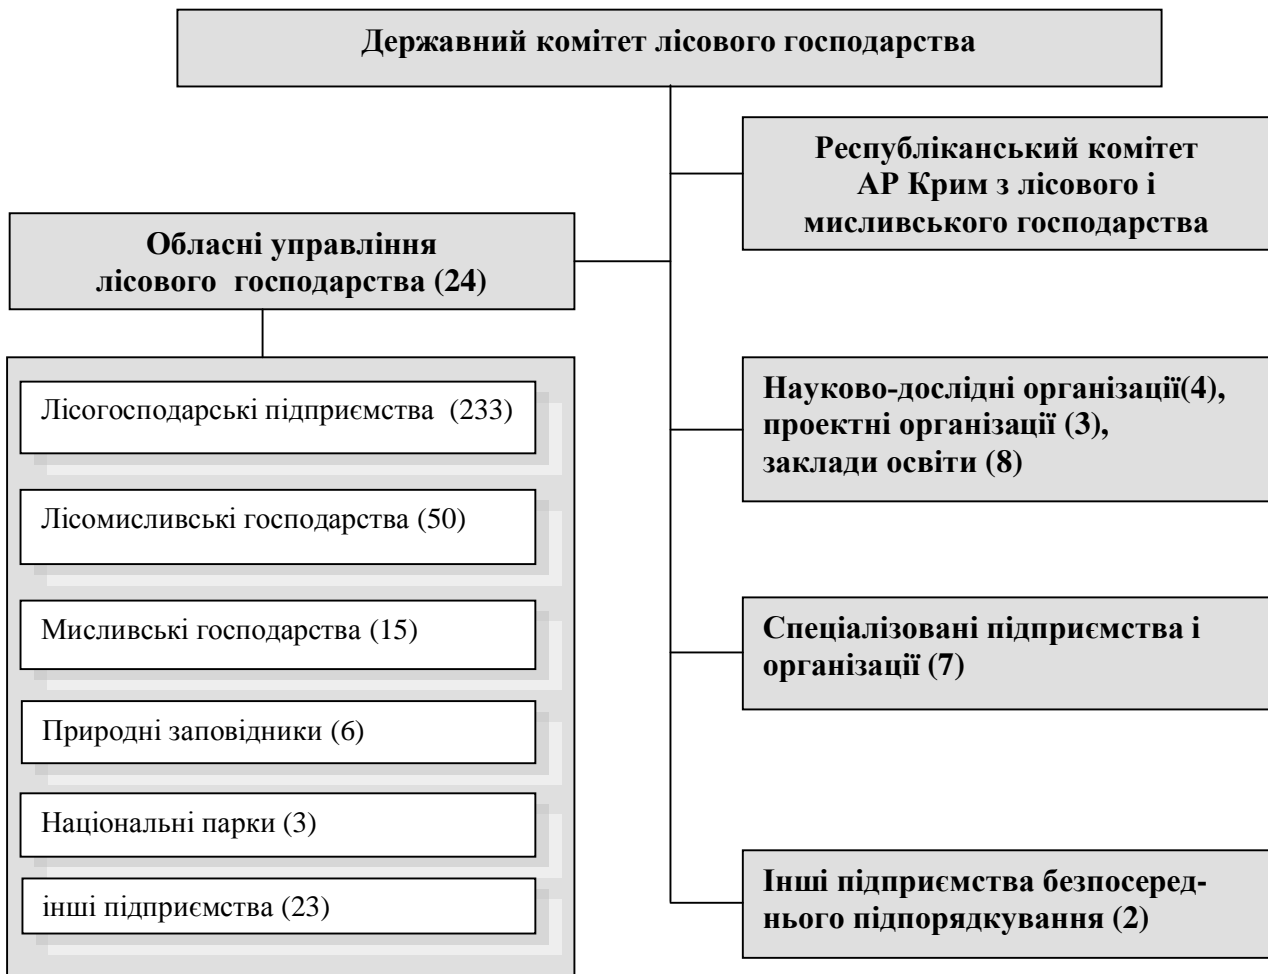 Державний комітет лісового господарства
Республіканський комітет
АР Крим з лісового і
мисливського господарства
Обласні управління
лісового господарства (24)
Лісогосподарські підприємства (233)
Лісомисливські господарства (50)
Мисливські господарства (15)
Природні заповідники (6)
Національні парки (3)
інші підприємства (23)
Науково-дослідні організації(4),
проектні організації (3),
заклади освіти (8)
Спеціалізовані підприємства і
організації (7)
Інші підприємства безпосеред-
нього підпорядкування (2)